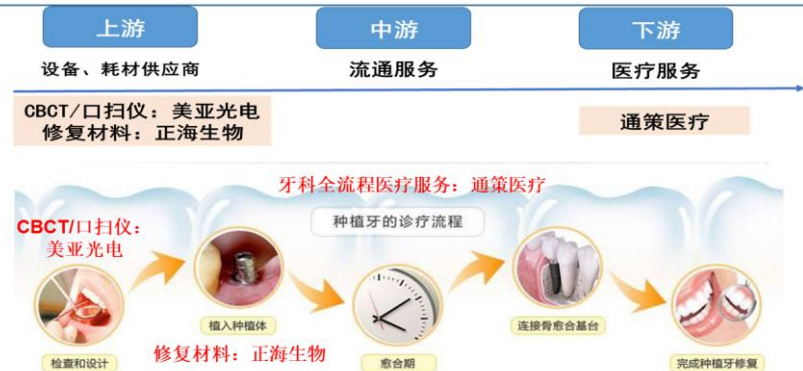 上游
中游
下游
设备、耗材供应商
流通服务
医疗服务
CBCT/口扫仪：美亚光电
修复材料：正海生物
通策医疗
牙科全流程医疗服务：通策医疗
种植牙的诊疗流程
CBCT/口扫仪：
美亚光电
植入种植体
连接骨愈合基台
检查和设计
修复材料：正海生物
愈合期
完成种植牙修复